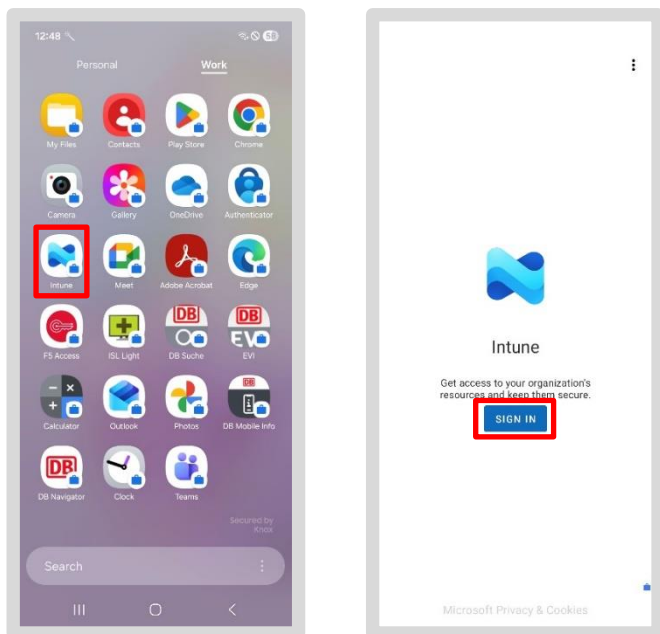 12:48
58
Personal Work
My Files Contacts Play Store Chrome
Camera Gallery OneDrive Authenticator
Intune Meet Adobe Acrobat Edge
DB DB
EV
F5 Access ISL Light DB Suche EVI
DB
Calculator Outlook Photos DB Mobile Info
DB
DB Navigator Clock Teams
Secured by
Knox
Search
Intune
Get access to your organization's
resources and keep them secure.
SIGN IN
Microsoft Privacy & Cookies